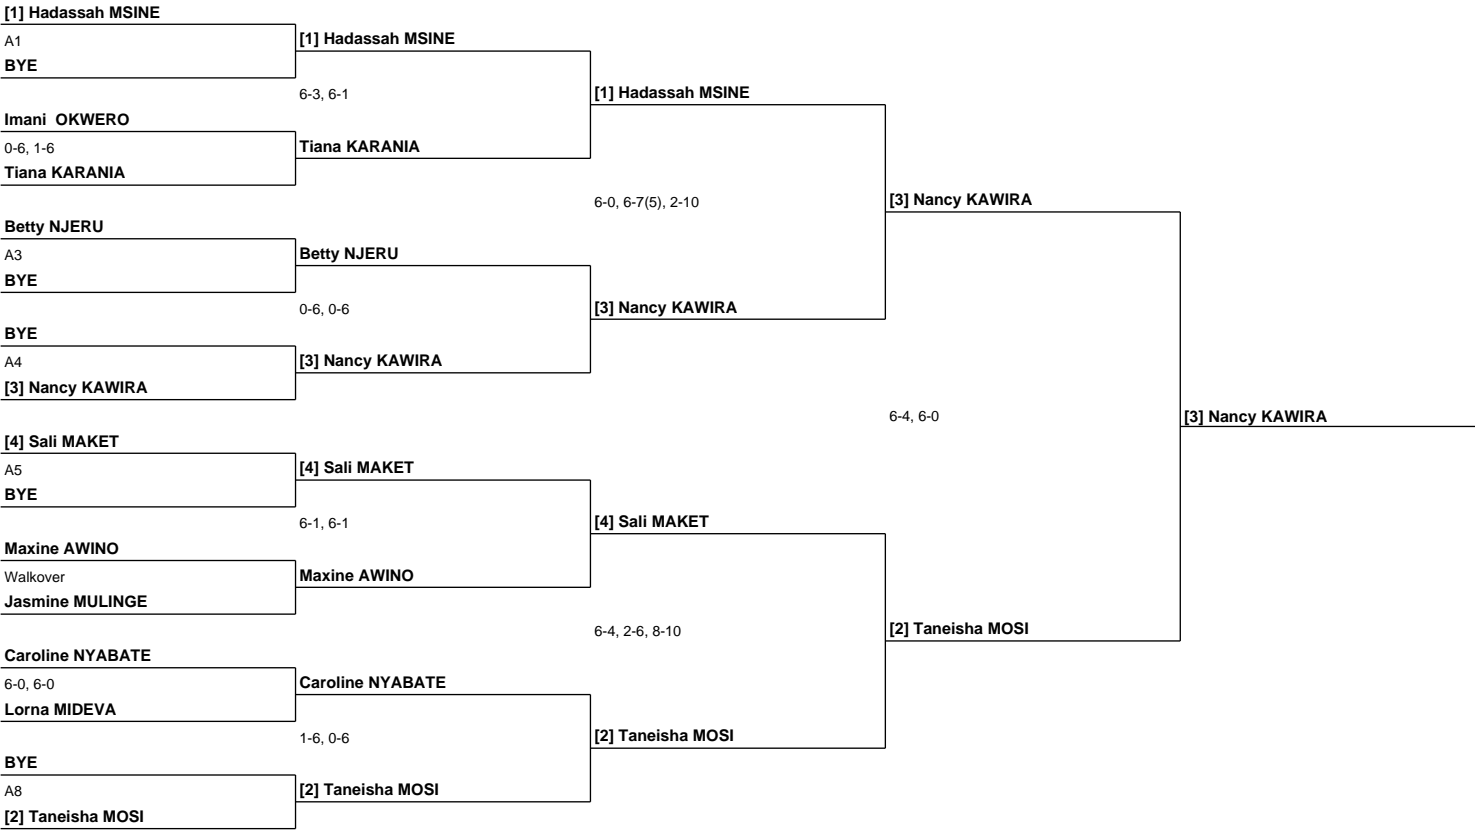 [1] Hadassah MSINE
A1
BYE
Imani  OKWERO
0-6, 1-6
Tiana KARANIA
Betty NJERU
A3
BYE
BYE
A4
[3] Nancy KAWIRA
[4] Sali MAKET
A5
BYE
Maxine AWINO
Walkover
Jasmine MULINGE
Caroline NYABATE
6-0, 6-0
Lorna MIDEVA
BYE
A8
[2] Taneisha MOSI
[1] Hadassah MSINE
6-3, 6-1
Tiana KARANIA
Betty NJERU
0-6, 0-6
[3] Nancy KAWIRA
[4] Sali MAKET
6-1, 6-1
Maxine AWINO
Caroline NYABATE
1-6, 0-6
[2] Taneisha MOSI
[1] Hadassah MSINE
6-0, 6-7(5), 2-10
[3] Nancy KAWIRA
[4] Sali MAKET
6-4, 2-6, 8-10
[2] Taneisha MOSI
[3] Nancy KAWIRA
6-4, 6-0
[2] Taneisha MOSI
[3] Nancy KAWIRA